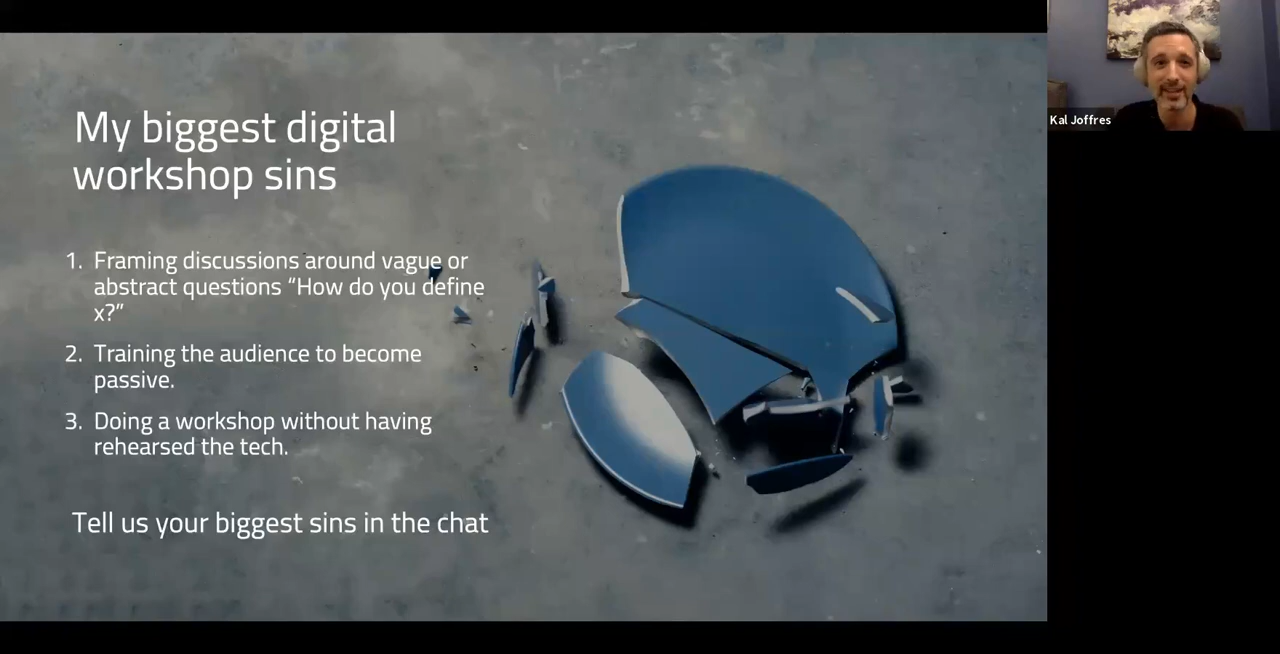 My biggest digital
workshop sins
1. Framing discussions around vague or
abstract questions “How do you define
x?”
2. Training the audience to become
passive.
3. Doing a workshop without having
rehearsed the tech.
Tell us your biggest sins in the chat
Kal Joffres